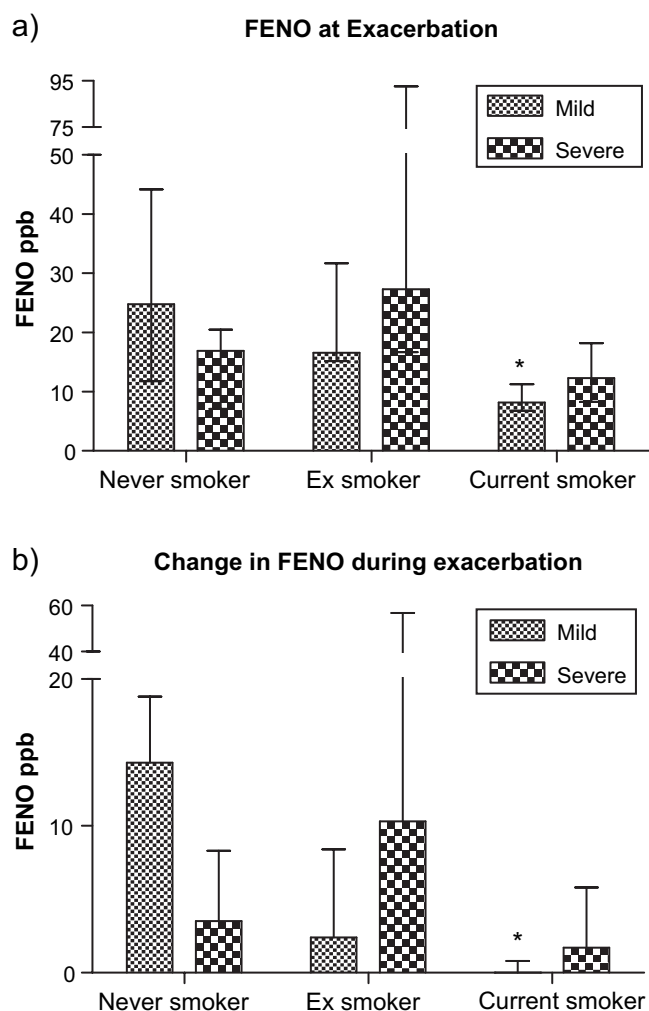 a)
FENO at Exacerbation
95
75
50
40
30
20
10
0
FENO ppb
Mild
Severe
*
Never smoker
Ex smoker
Current smoker
b)
Change in FENO during exacerbation
60
40
20
10
0
FENO ppb
Mild
Severe
*
Never smoker
Ex smoker
Current smoker